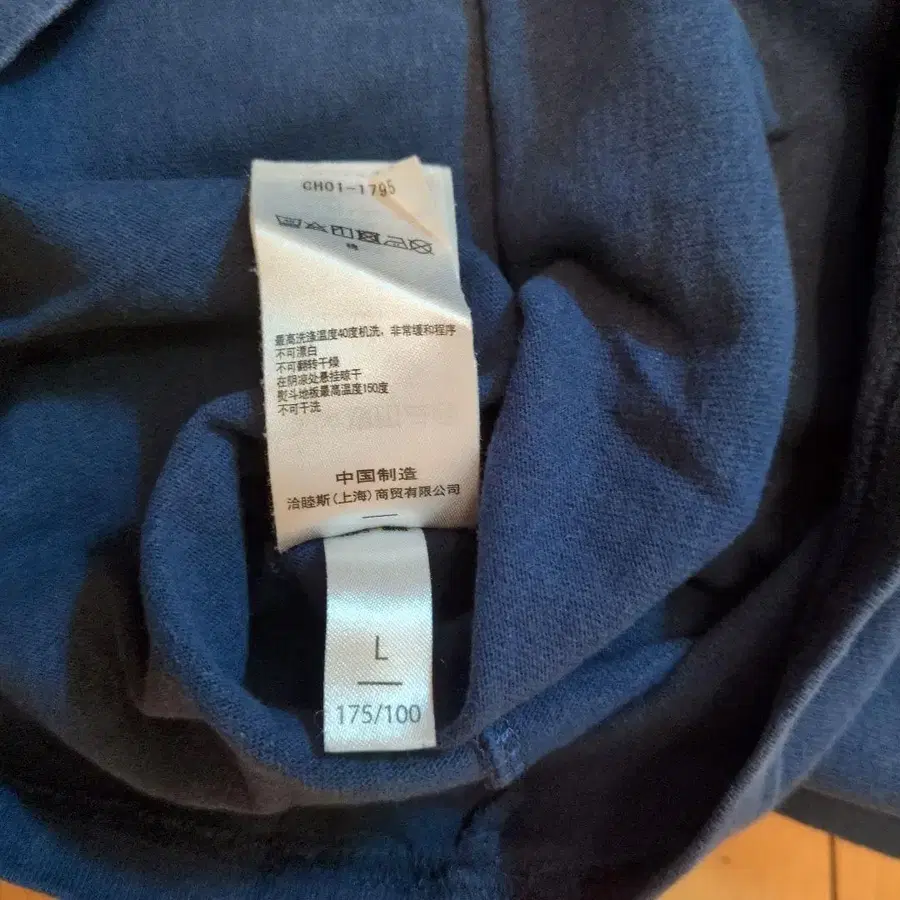 CH01-1795
最高洗涤温度40度机洗，非常缓和程序
不可漂白
不可翻转干燥
在阴凉处悬挂晾干
熨斗地板最高温度150度
不可干洗
中国制造
洽睦斯(上海)商贸有限公司
L
175/100